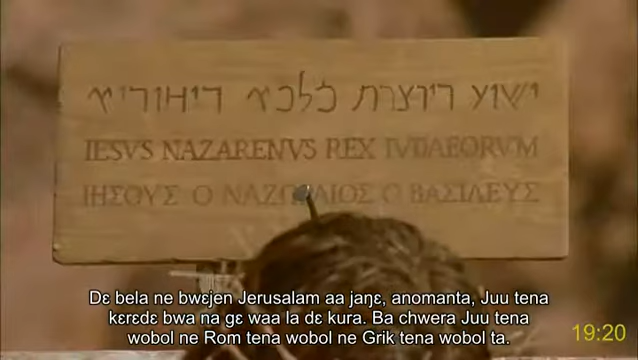 ישוע מלכא דיהודיא
IESVS NAZARENVS REX IVDAEORVM
ΙΗΣΟΥΣ Ο ΝΑΖΩΡΑΙΟΣ Ο ΒΑΣΙΛΕΥΣ
Dɛ bela ne bwɛjen Jerusalam aa jaŋɛ, anomanta, Juu tena
kɛrɛdɛ bwa na gɛ waa la dɛ kura. Ba chwera Juu tena
wobol ne Rom tena wobol ne Grik tena wobol ta.
19:20